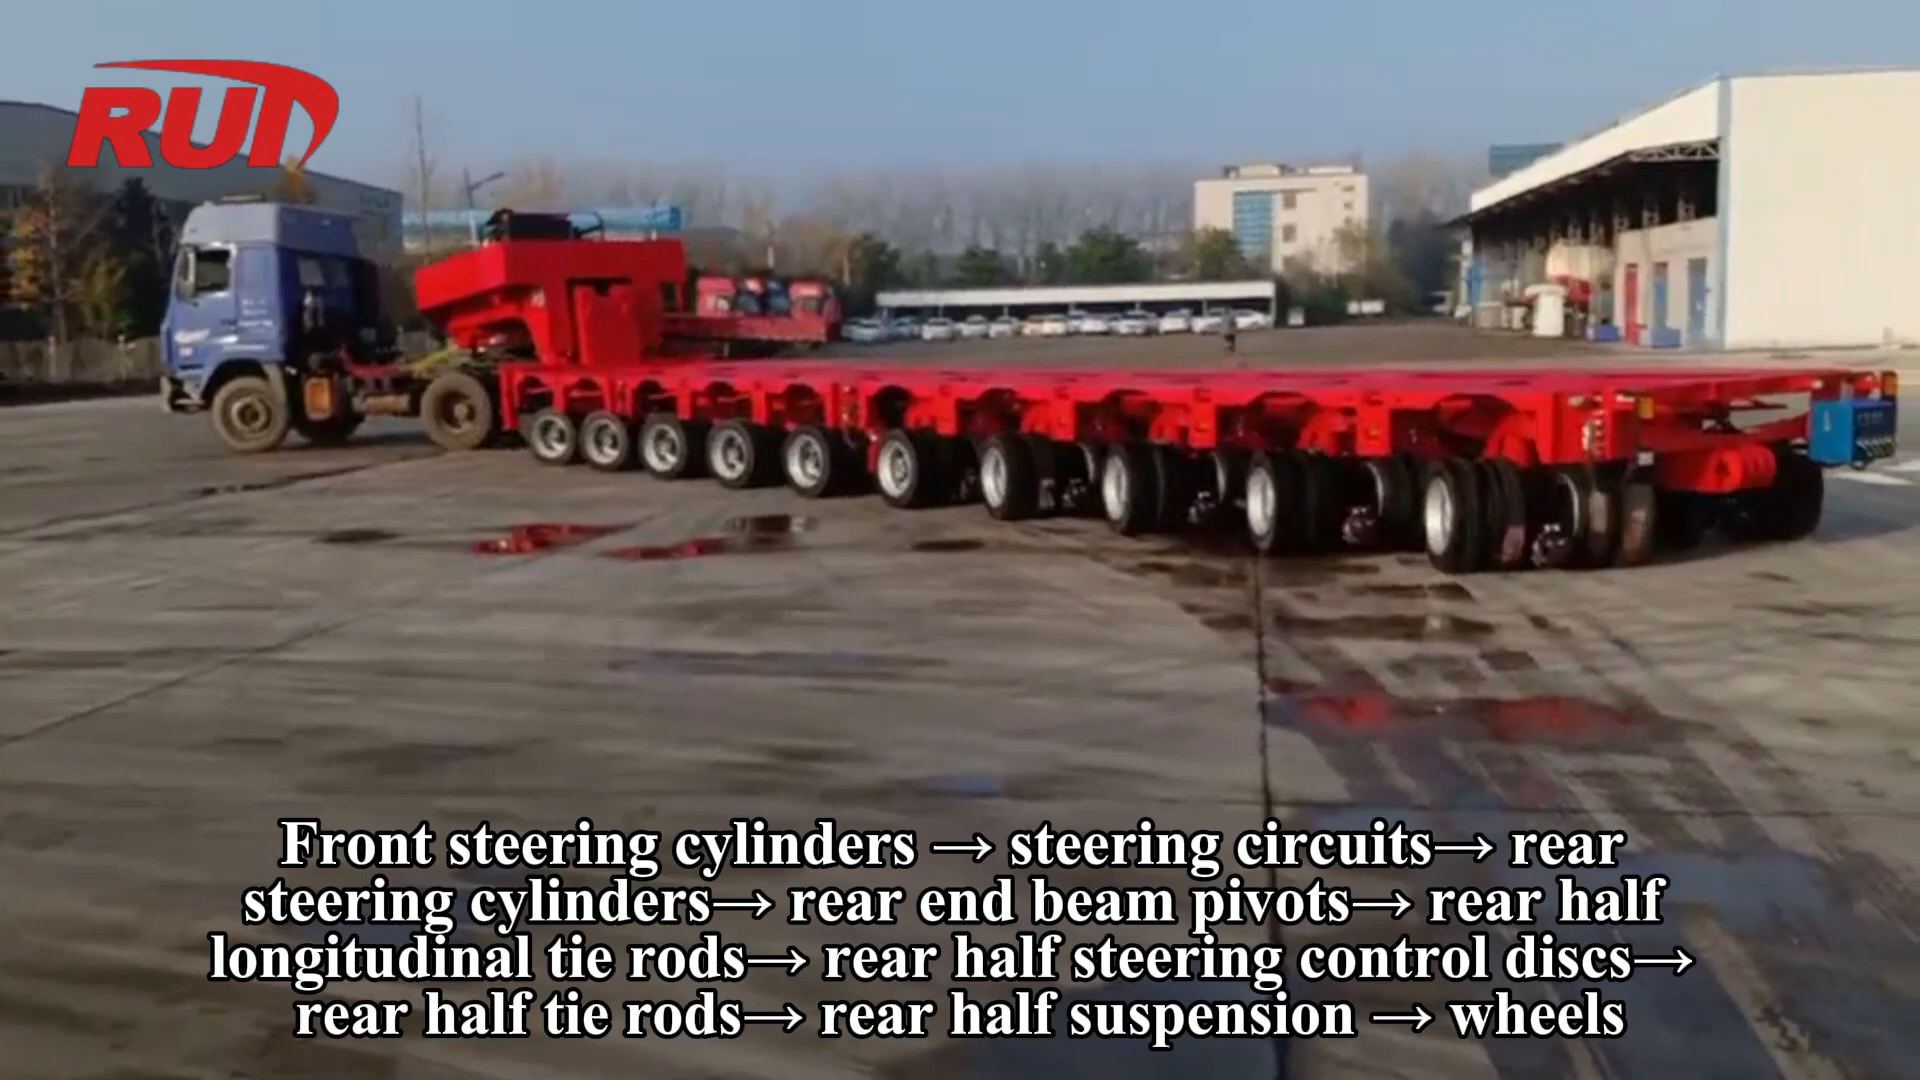 RUI
Front steering cylinders → steering circuits→ rear
steering cylinders→ rear end beam pivots→ rear half
longitudinal tie rods→ rear half steering control discs→
rear half tie rods→ rear half suspension → wheels